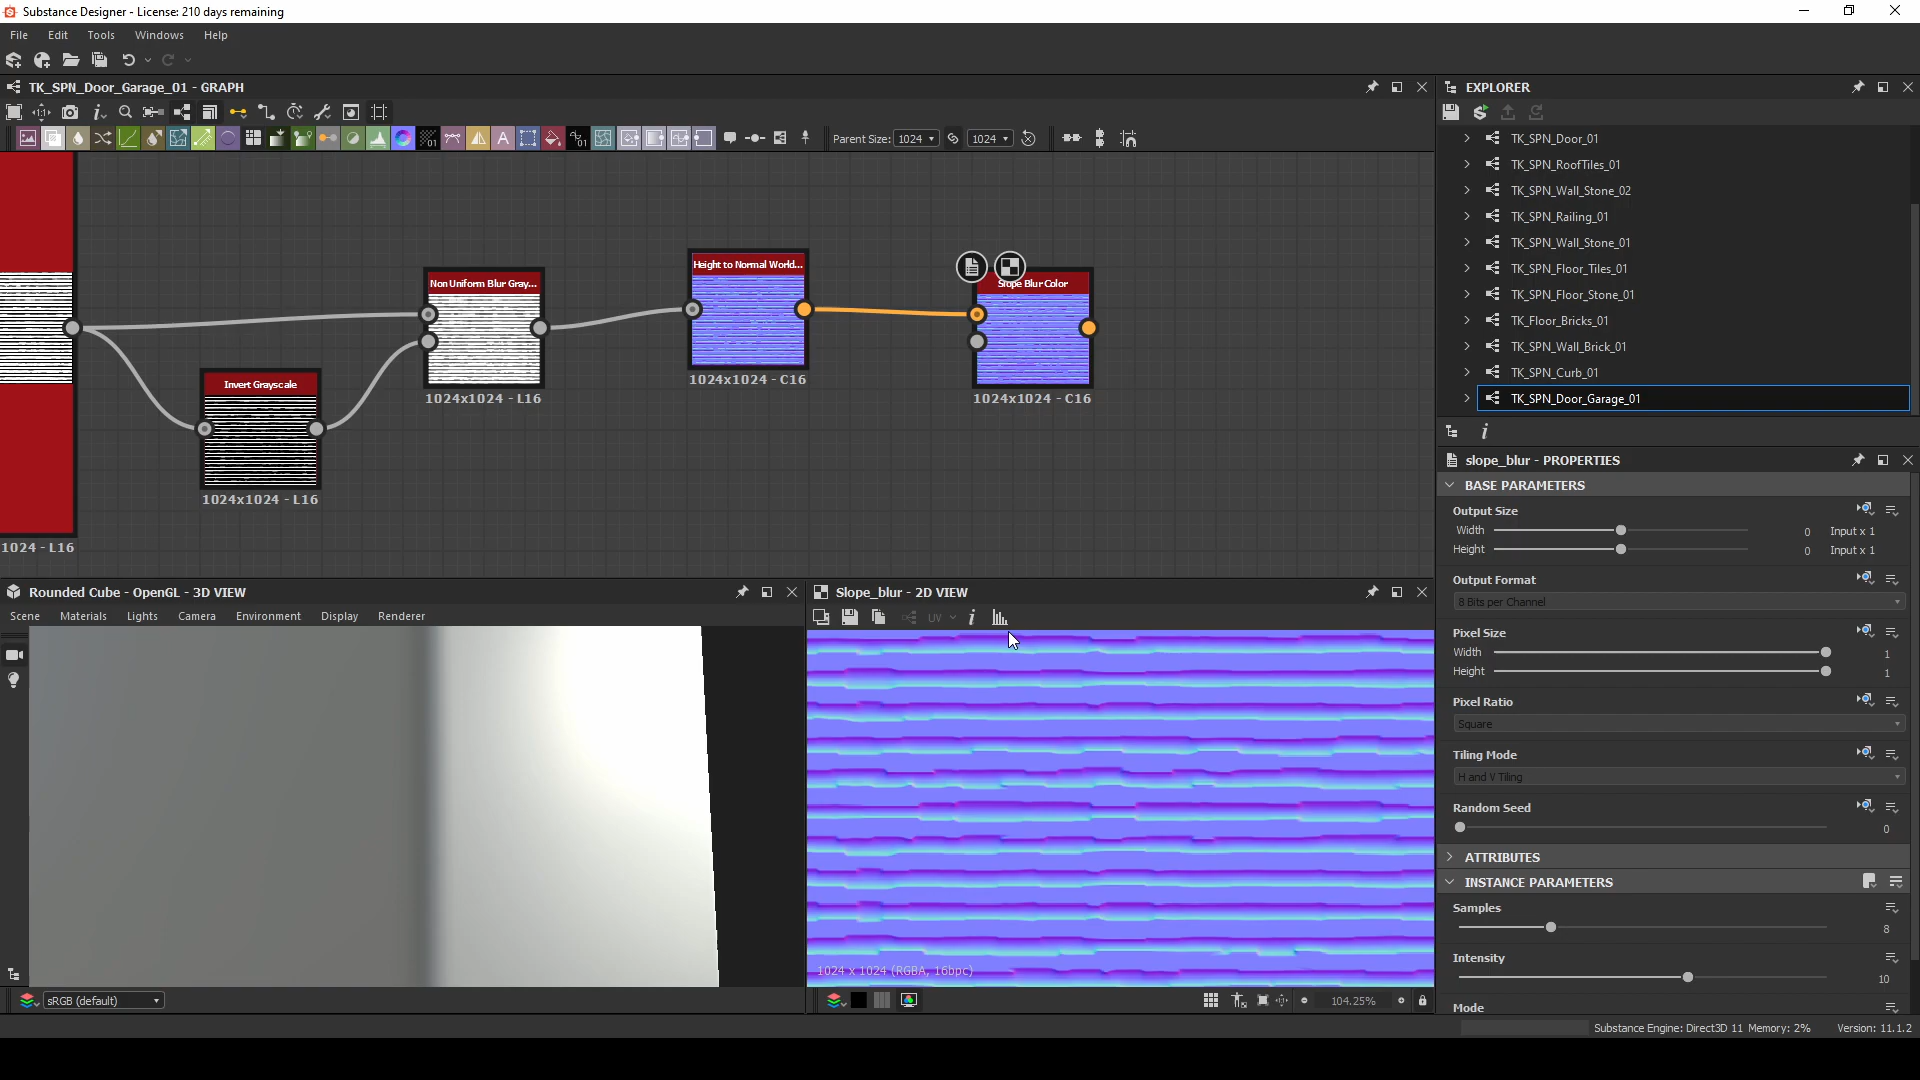 Substance Designer - License: 210 days remaining
File Edit Tools Windows Help
TK_SPN_Door_Garage_01 - GRAPH
Parent Size: 1024 1024
01
A
01
Non Uniform Blur Gray...
1024x1024 - L16
Height to Normal World...
1024x1024 - C16
Slope Blur Color
1024x1024 - C16
Invert Grayscale
1024x1024 - L16
1024 - L16
EXPLORER
TK_SPN_Door_01
TK_SPN_RoofTiles_01
TK_SPN_Wall_Stone_02
TK_SPN_Railing_01
TK_SPN_Wall_Stone_01
TK_SPN_Floor_Tiles_01
TK_SPN_Floor_Stone_01
TK_Floor_Bricks_01
TK_SPN_Wall_Brick_01
TK_SPN_Curb_01
TK_SPN_Door_Garage_01
slope_blur - PROPERTIES
BASE PARAMETERS
Output Size
Width 0 Input x 1
Height 0 Input x 1
Output Format
8 Bits per Channel
Pixel Size
Width 1
Height 1
Pixel Ratio
Square
Tiling Mode
H and V Tiling
Random Seed
0
ATTRIBUTES
INSTANCE PARAMETERS
Samples
8
Intensity
10
Mode
Rounded Cube - OpenGL - 3D VIEW
Scene Materials Lights Camera Environment Display Renderer
sRGB (default)
Slope_blur - 2D VIEW
UV
1024 x 1024 (RGBA, 16bpc)
104.25%
Substance Engine: Direct3D 11 Memory: 2% Version: 11.1.2